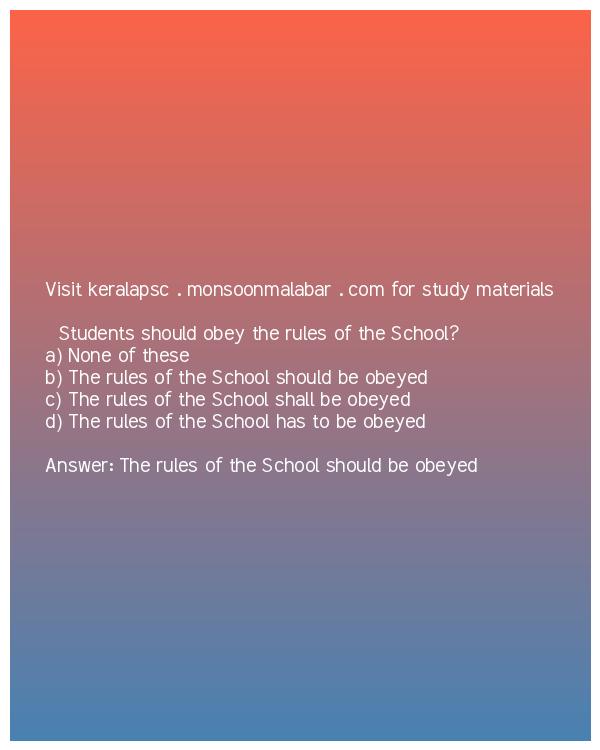 Visit keralapsc . monsoonmalabar . com for study materials
Students should obey the rules of the School?
a) None of these
b) The rules of the School should be obeyed
c) The rules of the School shall be obeyed
d) The rules of the School has to be obeyed
Answer: The rules of the School should be obeyed